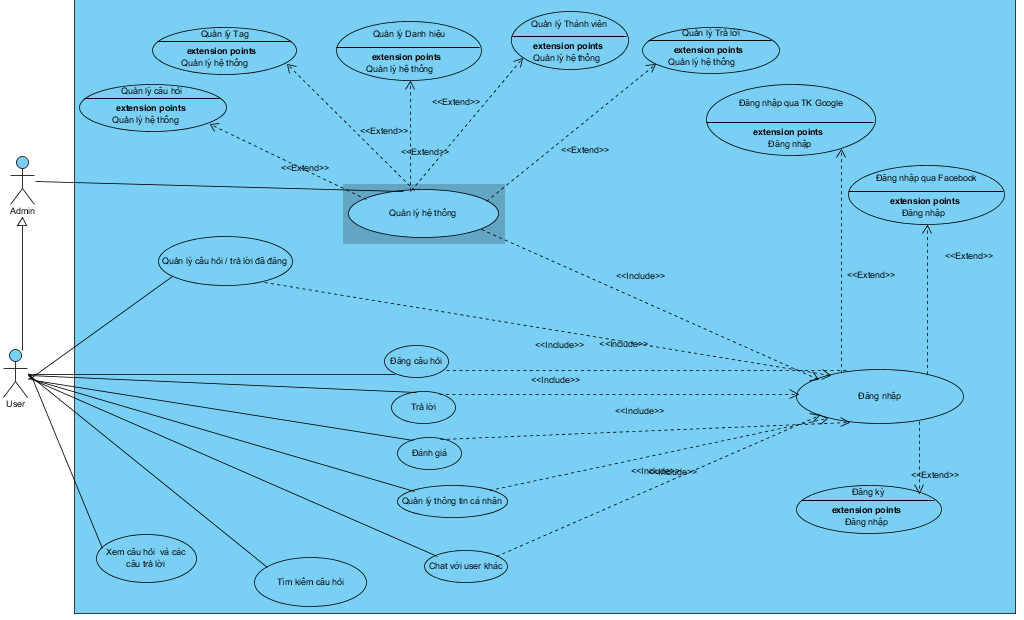 Quản lý Tag
extension points
Quản lý hệ thống
Quản lý Danh hiệu
extension points
Quản lý hệ thống
Quản lý Thành viên
extension points
Quản lý hệ thống
Quản lý Trả lời
extension points
Quản lý hệ thống
Quản lý câu hỏi
extension points
Quản lý hệ thống
Đăng nhập qua TK Google
extension points
Đăng nhập
Đăng nhập qua Facebook
extension points
Đăng nhập
<<Extend>>
<<Extend>>
<<Extend>>
<<Extend>>
<<Extend>>
Admin
Quản lý hệ thống
Quản lý câu hỏi / trả lời đã đăng
<<Include>>
<<Extend>>
<<Extend>>
<<Include>>
<<Include>>
User
Đăng câu hỏi
<<Include>>
Trả lời
<<Include>>
Đăng nhập
Đánh giá
<<Include>>
<<Include>>
<<Extend>>
Quản lý thông tin cá nhân
Đăng ký
extension points
Đăng nhập
Xem câu hỏi và các
câu trả lời
Tìm kiếm câu hỏi
Chat với user khác